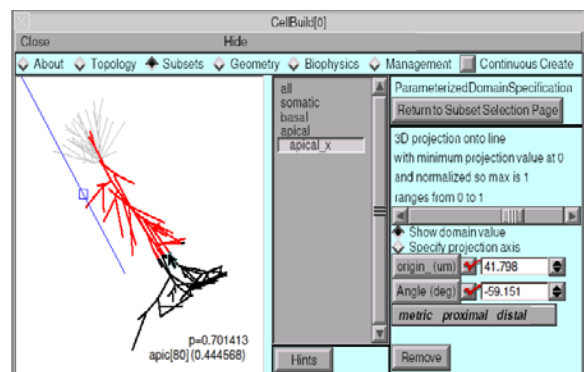 CellBuild[0]
Close Hide
About Topology Subsets Geometry Biophysics Management Continuous Create
all
somatic
basal
apical
apical_x
Hints
p=0.701413
apic[80] (0.444568)
ParameterizedDomainSpecification
Return to Subset Selection Page
3D projection onto line
with minimum projection value at 0
and normalized so max is 1
ranges from 0 to 1
Show domain value
Specify projection axis
origin_ (um) 41.798
Angle (deg) -59.151
metric proximal distal
Remove